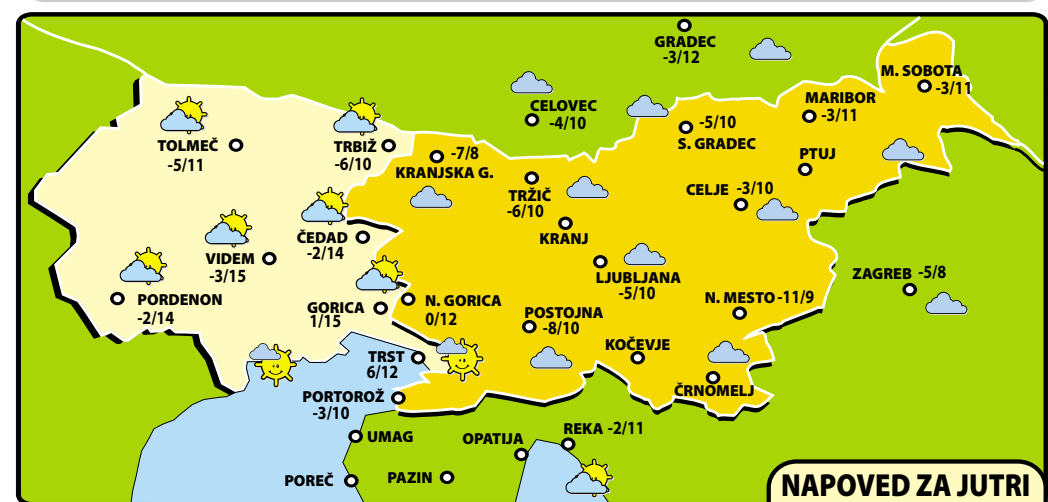 GRADEC
-3/12
M. SOBOTA
-3/11
CELOVEC
-4/10
MARIBOR
-3/11
-5/10
S. GRADEC
TOLMEČ
-5/11
TRBIŽ
-6/10
-7/8
KRANJSKA G.
PTUJ
TRŽIČ
-6/10
CELJE -3/10
KRANJ
ČEDAD
-2/14
VIDEM
-3/15
LJUBLJANA
-5/10
ZAGREB -5/8
PORDENON
-2/14
GORICA
1/15
N. GORICA
0/12
N. MESTO -11/9
POSTOJNA
-8/10
KOČEVJE
TRST
6/12
ČRNOMELJ
PORTOROŽ
-3/10
UMAG
OPATIJA
REKA -2/11
POREČ
PAZIN
NAPOVED ZA JUTRI